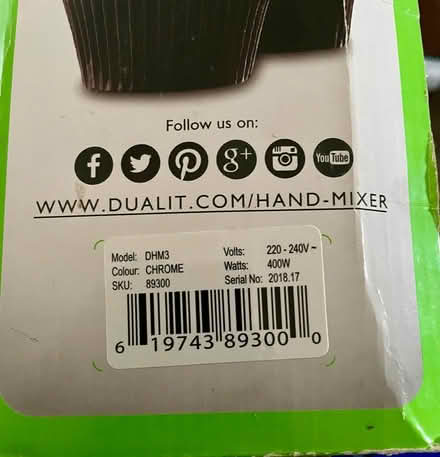 Follow us on:
f g+ You Tube
WWW.DUALIT.COM/HAND-MIXER
Model: DHM3 Volts: 220 - 240V ~
Colour: CHROME Watts: 400W
SKU: 89300 Serial No: 2018.17
6 19743 89300 0